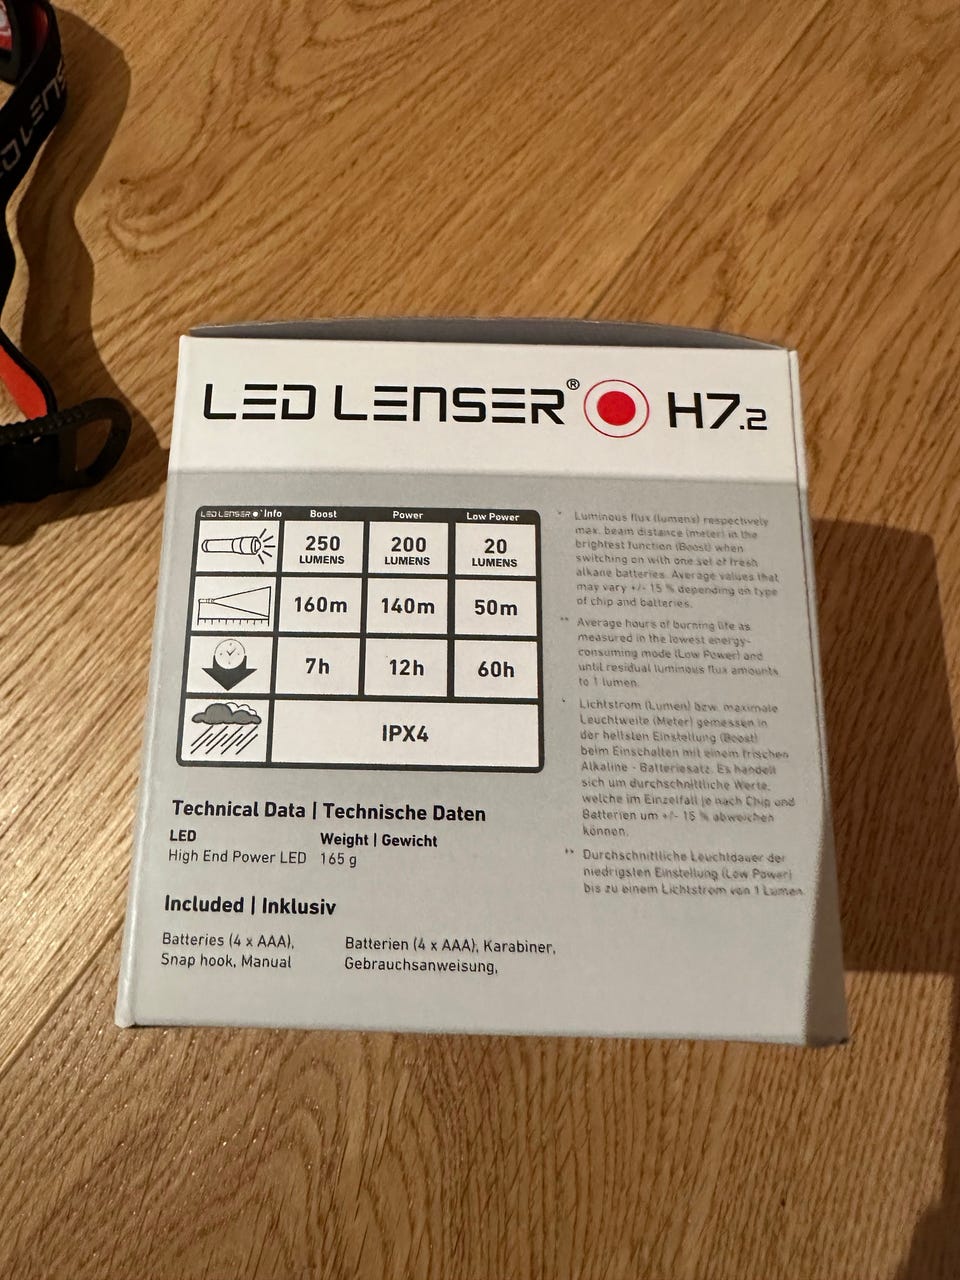 LED LENSER
LED LENSER® H7.2
LED LENSER Info Boost Power Low Power
250 LUMENS 200 LUMENS 20 LUMENS
160m 140m 50m
7h 12h 60h
IPX4
Technical Data | Technische Daten
LED Weight | Gewicht
High End Power LED 165 g
Included | Inklusiv
Batteries (4 x AAA), Batterien (4 x AAA), Karabiner,
Snap hook, Manual Gebrauchsanweisung,
* Luminous flux (lumens) respectively
max. beam distance (meter) in the
brightest function (Boost) when
switching on with one set of fresh
alkaine batteries. Average values that
may vary +/- 15 % depending on type
of chip and batteries.
** Average hours of burning life as
measured in the lowest energy-
consuming mode (Low Power) and
until residual luminous flux amounts
to 1 lumen.
* Lichtstrom (Lumen) bzw. maximale
Leuchtweite (Meter) gemessen in
der hellsten Einstellung (Boost)
beim Einschalten mit einem frischen
Alkaline - Batteriesatz. Es handelt
sich um durchschnittliche Werte,
welche im Einzelfall je nach Chip und
Batterien um +/- 15 % abweichen
können.
** Durchschnittliche Leuchtdauer der
niedrigsten Einstellung (Low Power)
bis zu einem Lichtstrom von 1 Lumen.